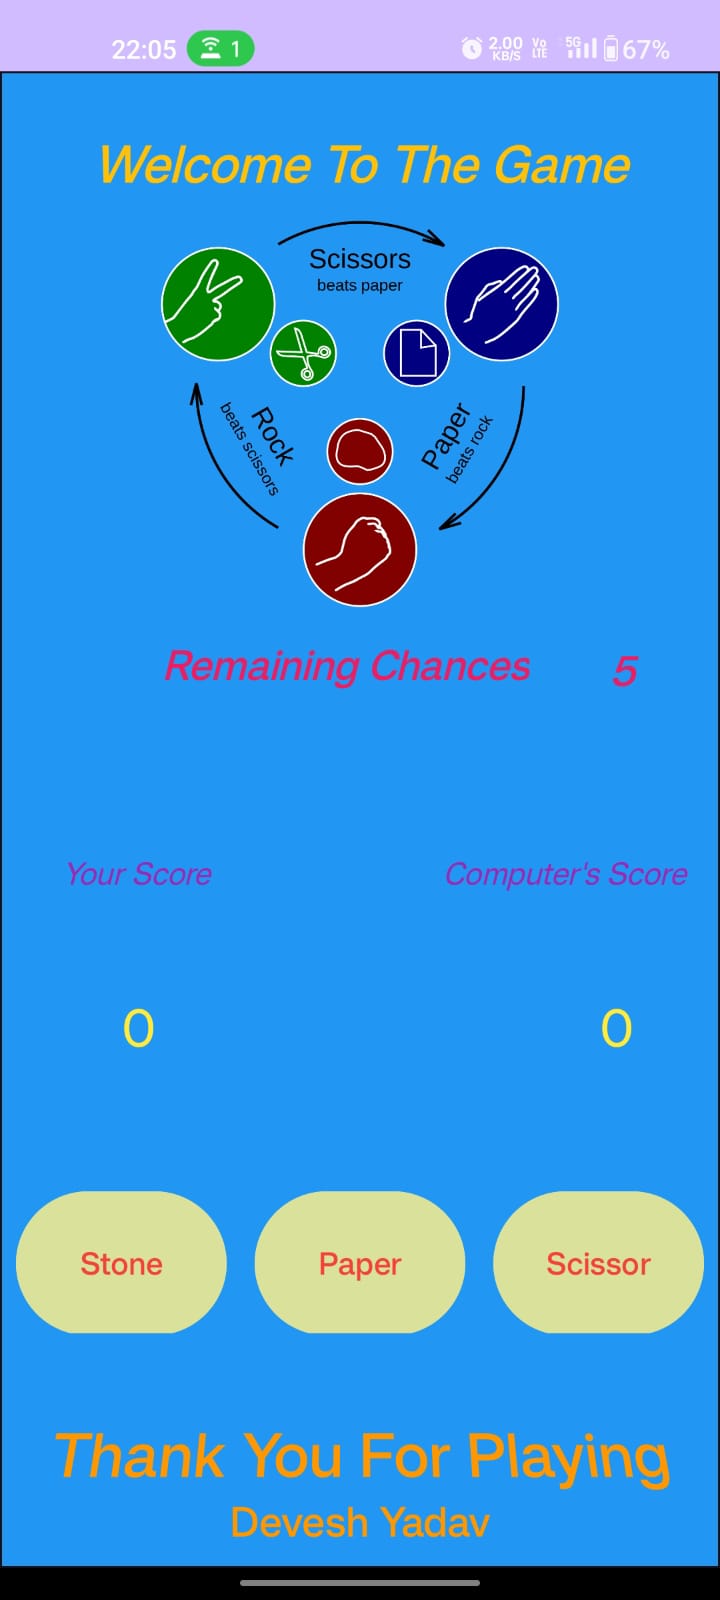 22:05 1 2.00 KB/S Vo LTE 5G 67%
Welcome To The Game
Scissors
beats paper
Rock
beats scissors
Paper
beats rock
Remaining Chances 5
Your Score Computer's Score
0 0
Stone Paper Scissor
Thank You For Playing
Devesh Yadav